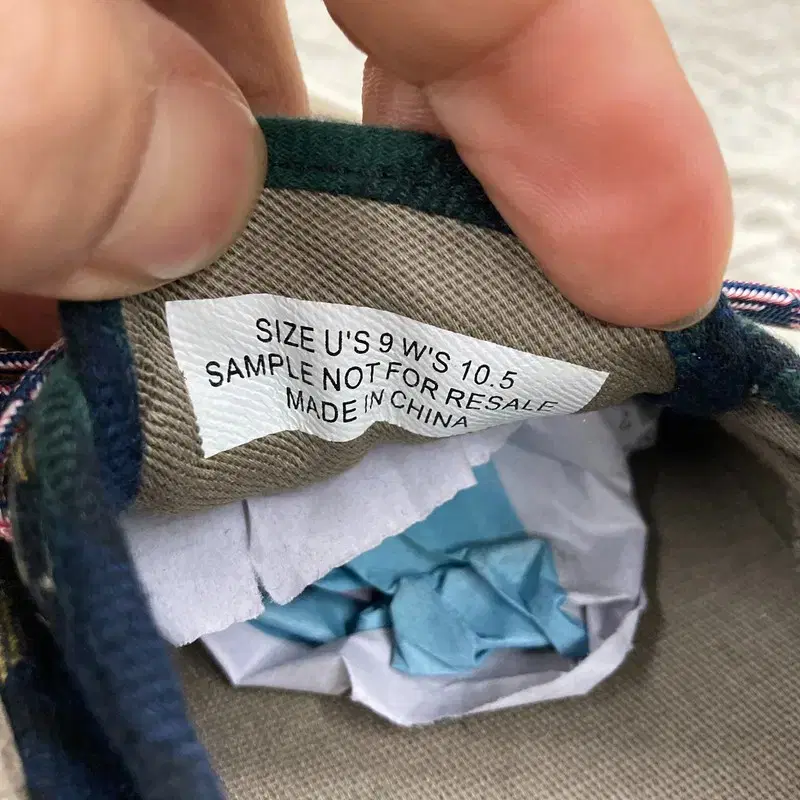 SIZE U'S 9 W'S 10.5
SAMPLE NOT FOR RESALE
MADE IN CHINA